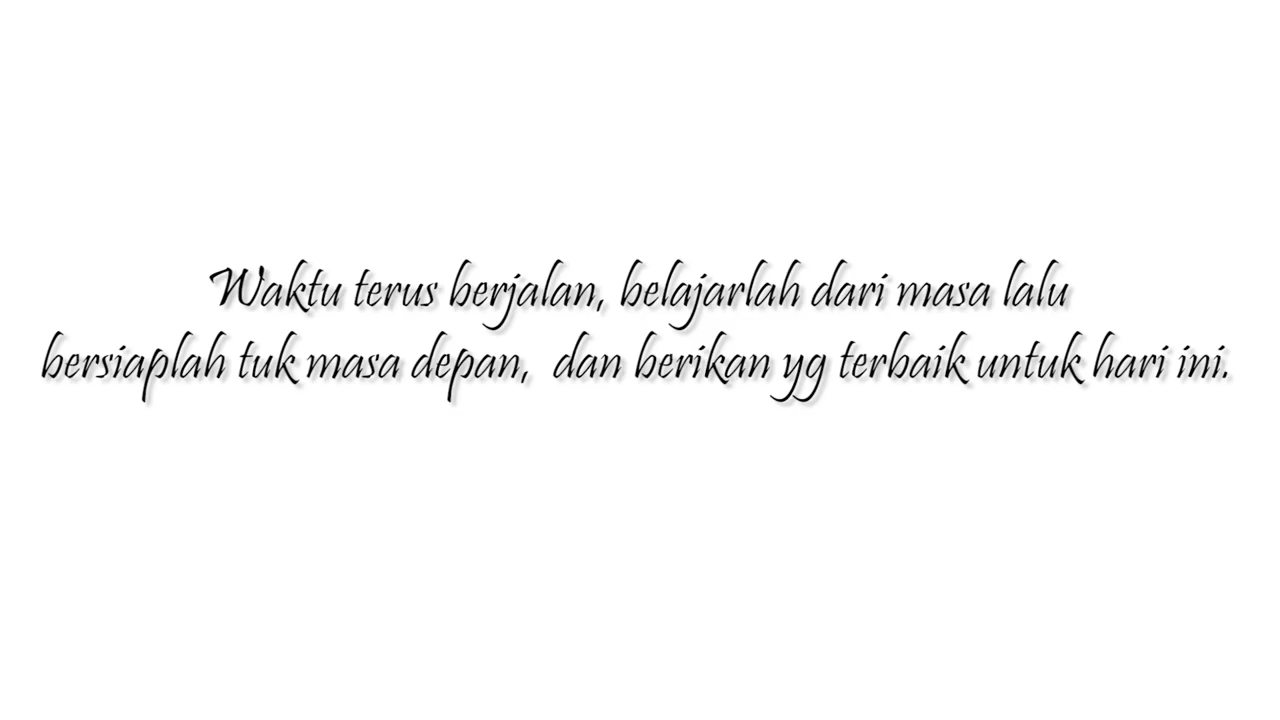 Waktu terus berjalan, belajarlah dari masa lalu
bersiaplah tuk masa depan, dan berikan yg terbaik untuk hari ini.